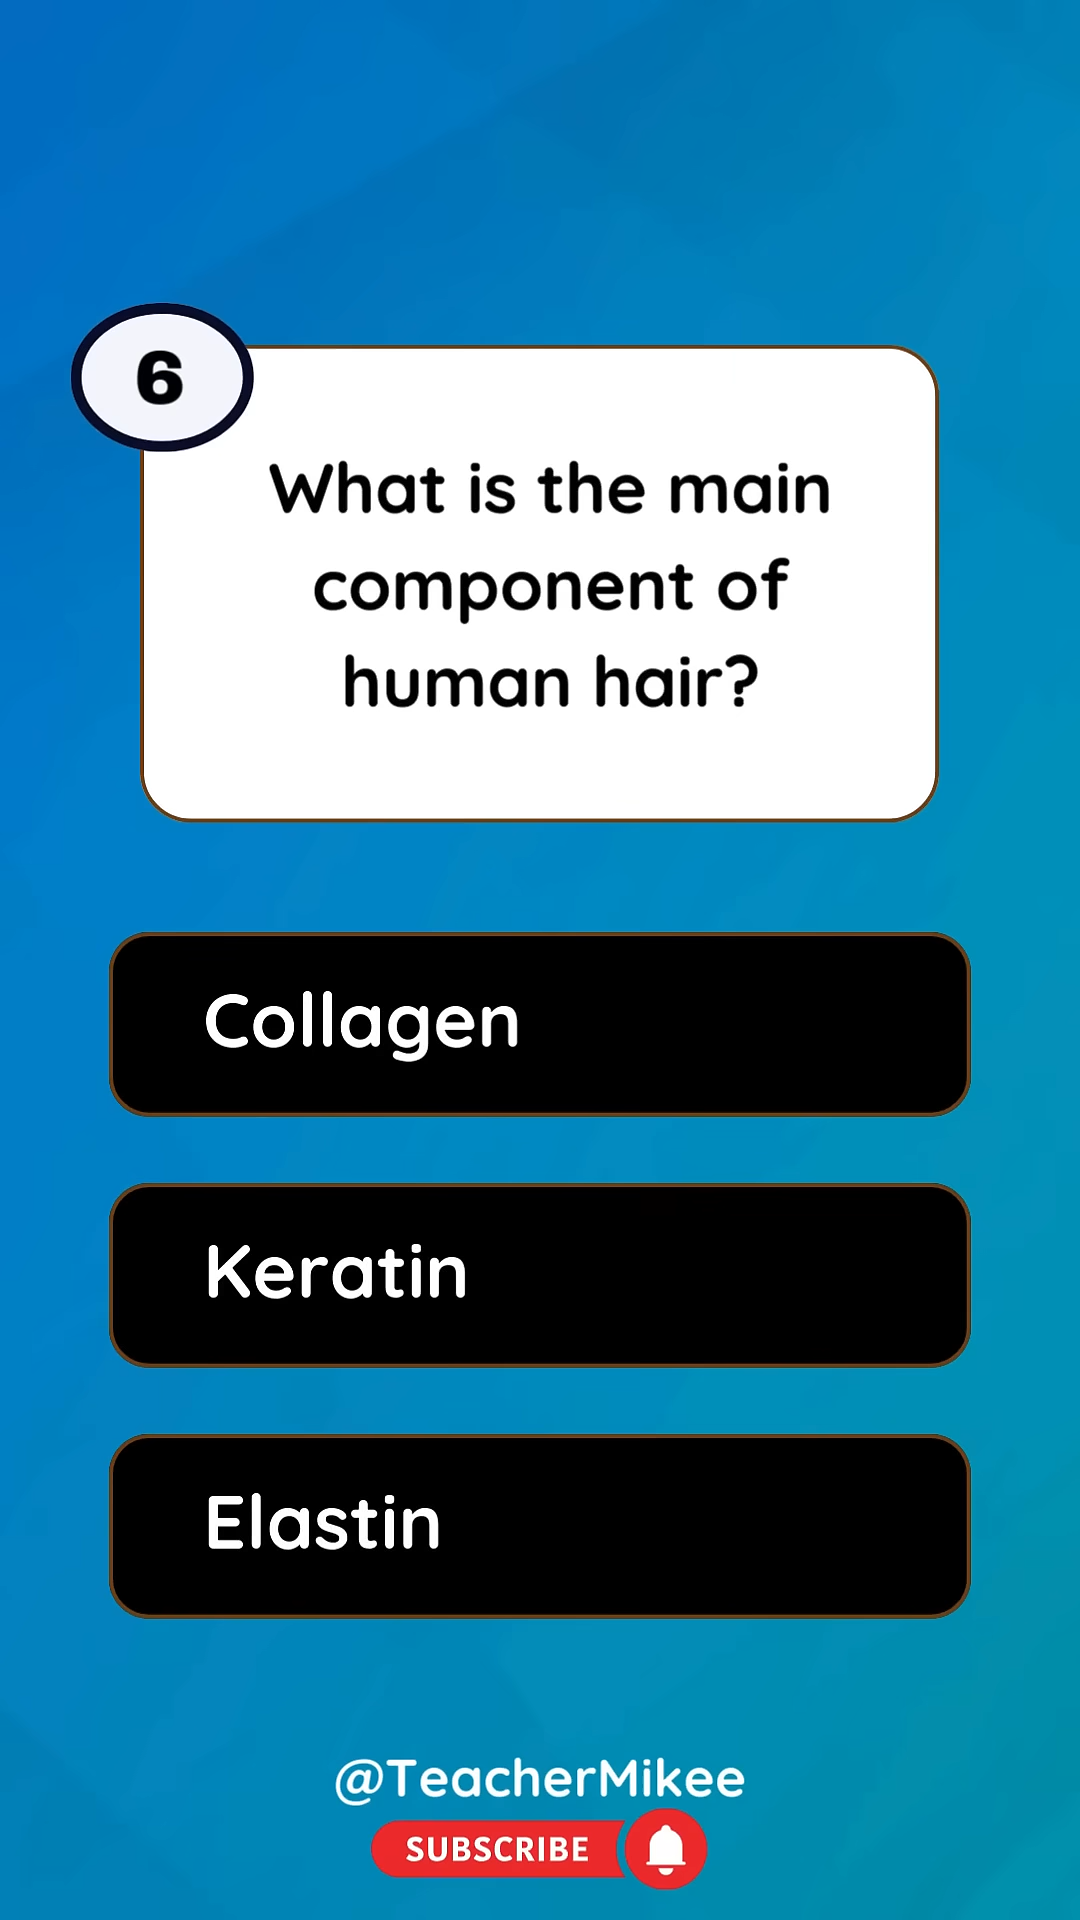 6
What is the main
component of
human hair?
Collagen
Keratin
Elastin
@TeacherMikee
SUBSCRIBE